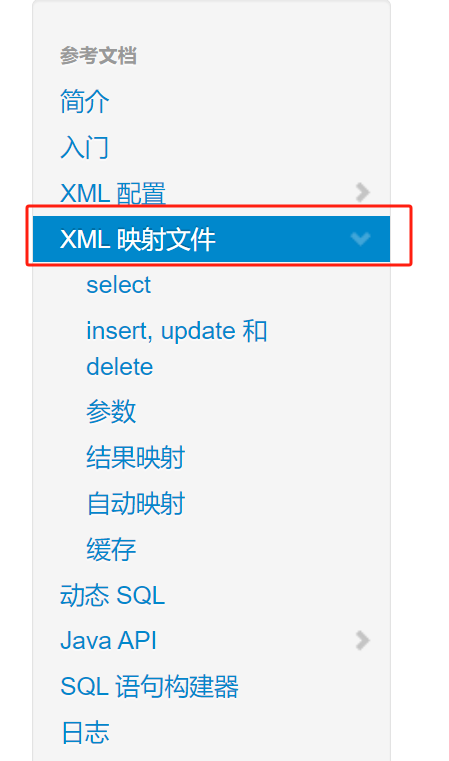 参考文档
简介
入门
XML 配置
XML 映射文件
select
insert, update 和
delete
参数
结果映射
自动映射
缓存
动态 SQL
Java API
SQL 语句构建器
日志